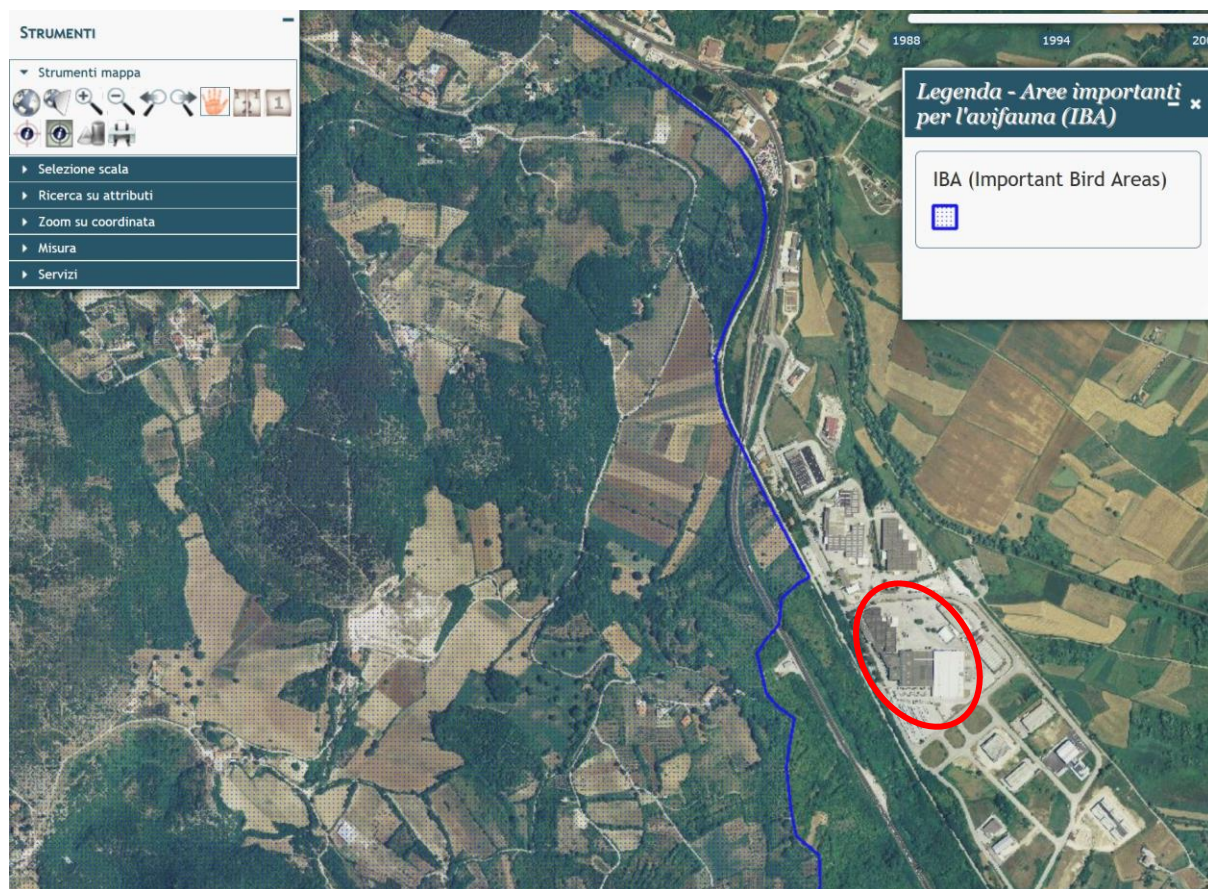 STRUMENTI
Strumenti mappa
1
Selezione scala
Ricerca su attributi
Zoom su coordinata
Misura
Servizi
1988
1994
Legenda - Aree importanti
per l'avifauna (IBA)
IBA (Important Bird Areas)